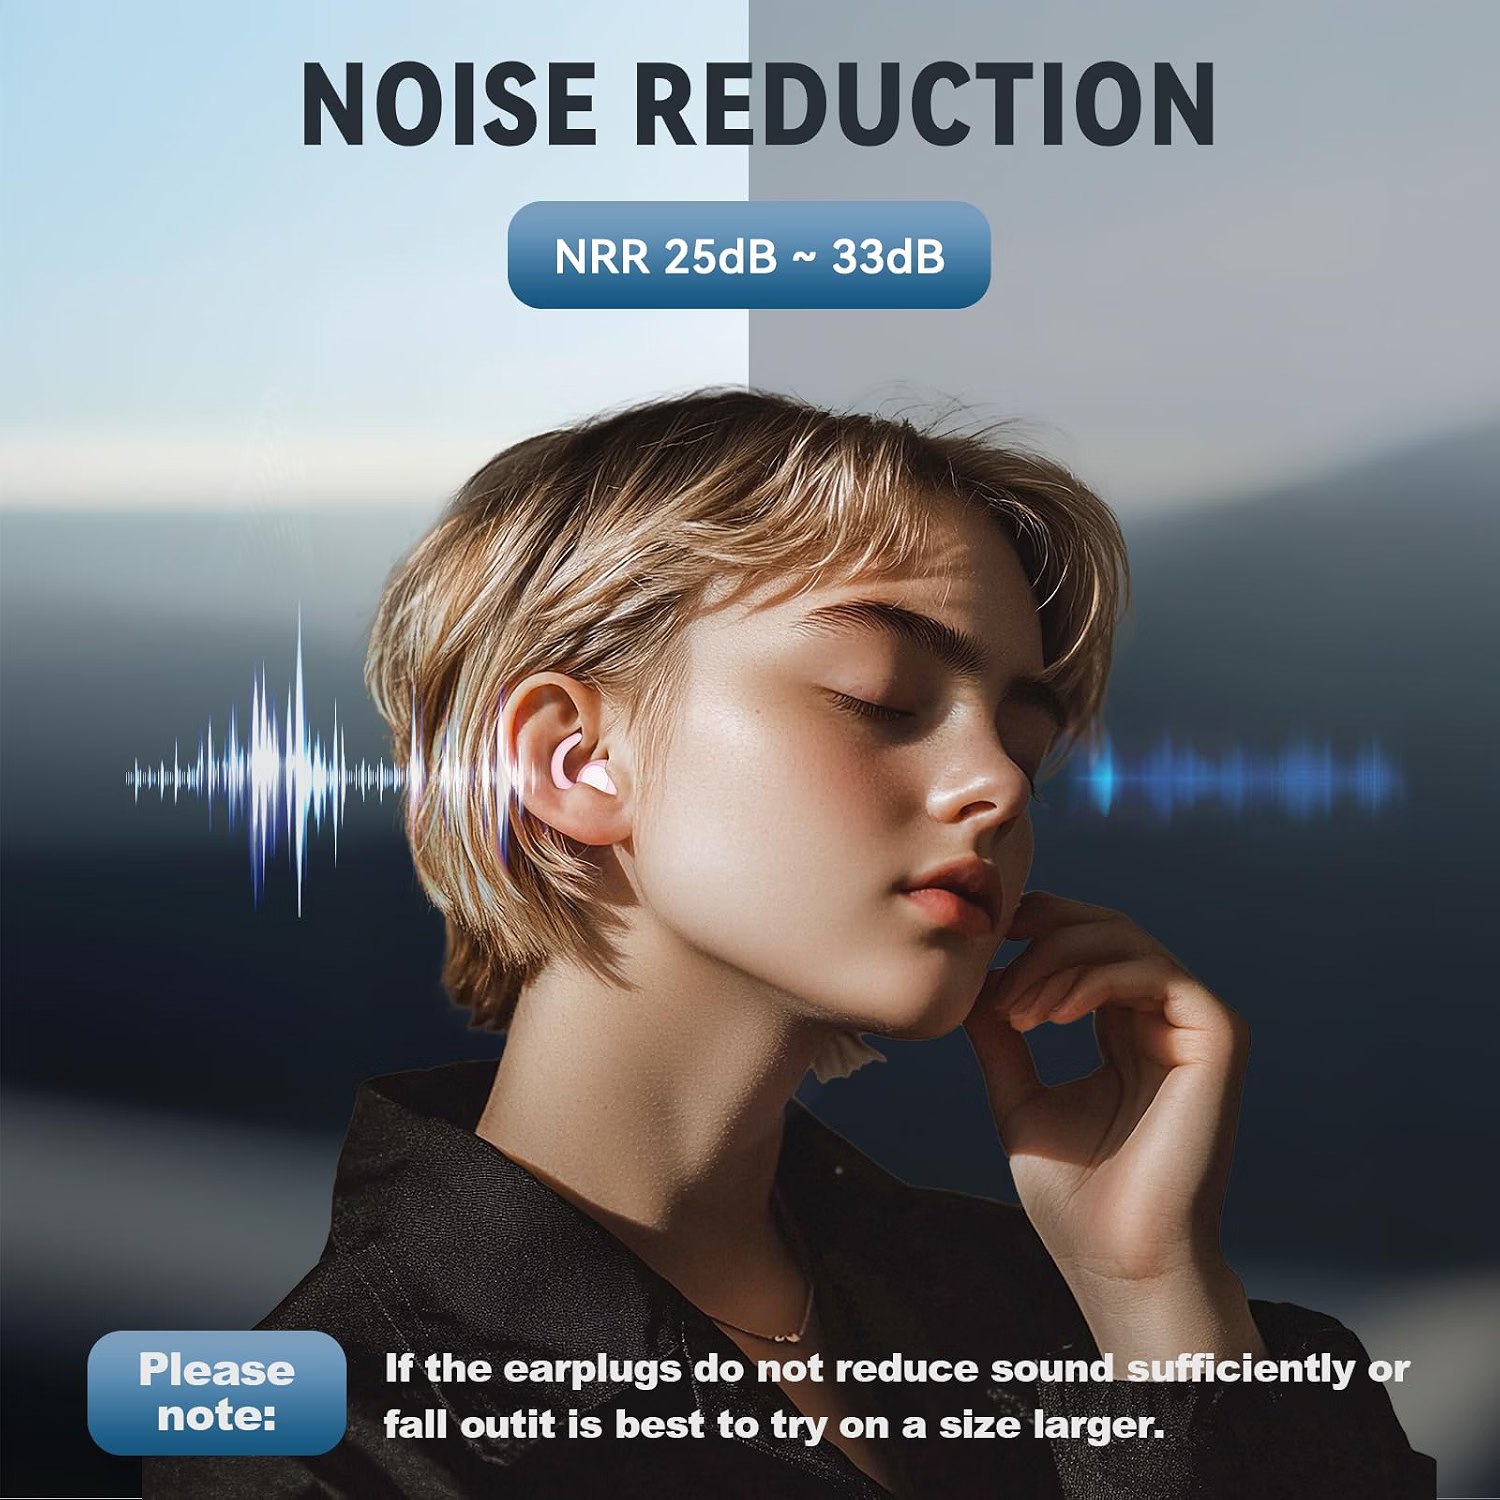 NOISE REDUCTION
NRR 25dB ~ 33dB
Please
note:
If the earplugs do not reduce sound sufficiently or
fall outit is best to try on a size larger.